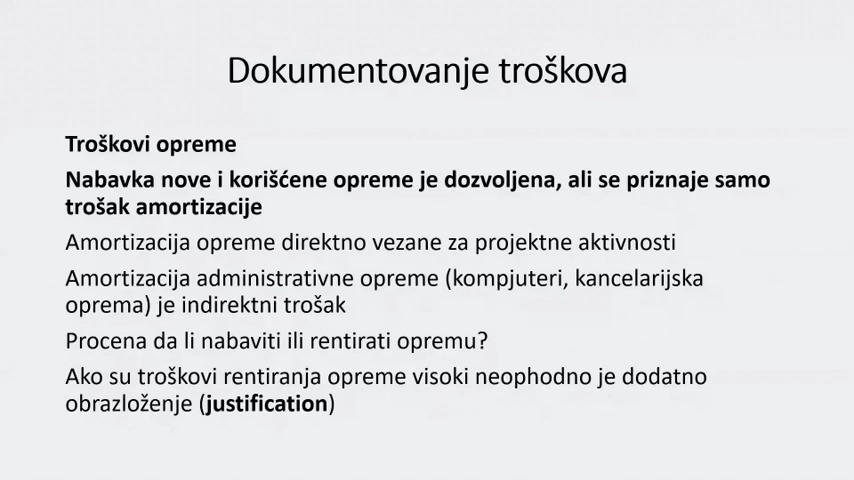 Dokumentovanje troškova
Troškovi opreme
Nabavka nove i korišćene opreme je dozvoljena, ali se priznaje samo
trošak amortizacije
Amortizacija opreme direktno vezane za projektne aktivnosti
Amortizacija administrativne opreme (kompjuteri, kancelarijska
oprema) je indirektni trošak
Procena da li nabaviti ili rentirati opremu?
Ako su troškovi rentiranja opreme visoki neophodno je dodatno
obrazloženje (justification)